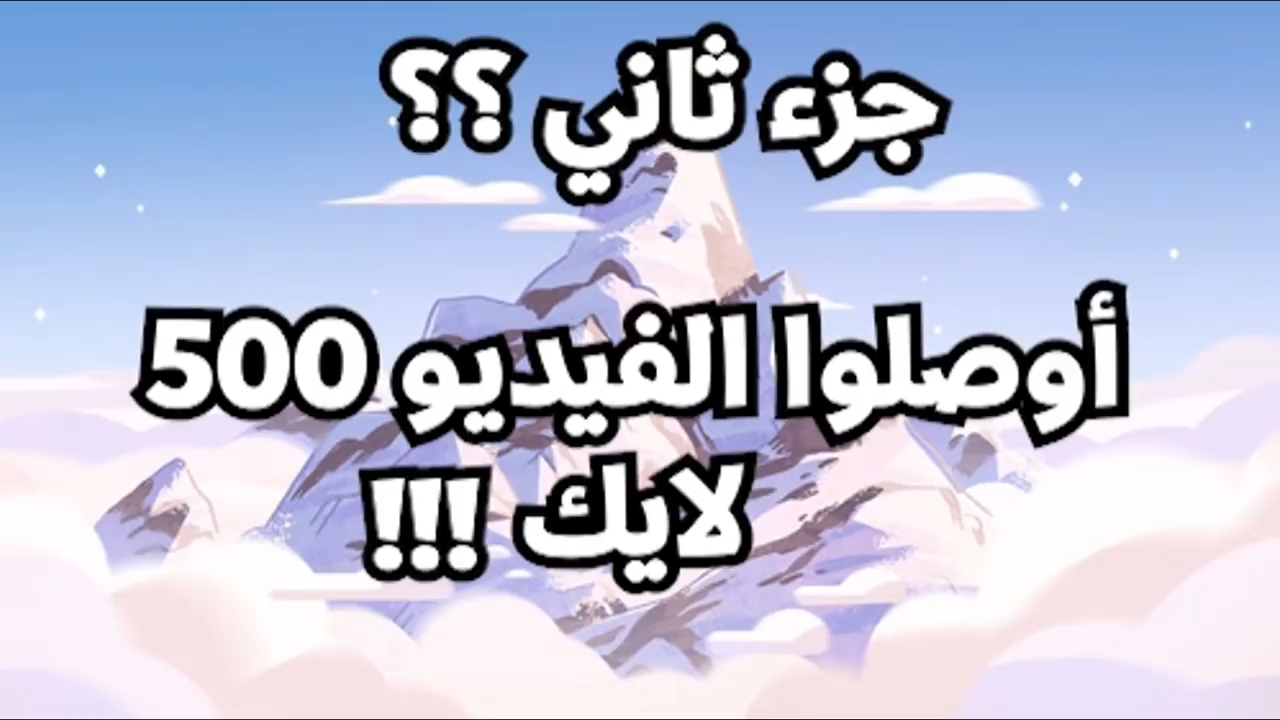 جزء ثاني ؟؟
أوصلوا الفيديو 500
لايك !!!